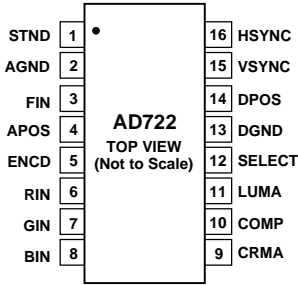 STND 1 16 HSYNC
AGND 2 15 VSYNC
FIN 3 14 DPOS
APOS 4 AD722 13 DGND
ENCD 5 TOP VIEW 12 SELECT
(Not to Scale)
RIN 6 11 LUMA
GIN 7 10 COMP
BIN 8 9 CRMA